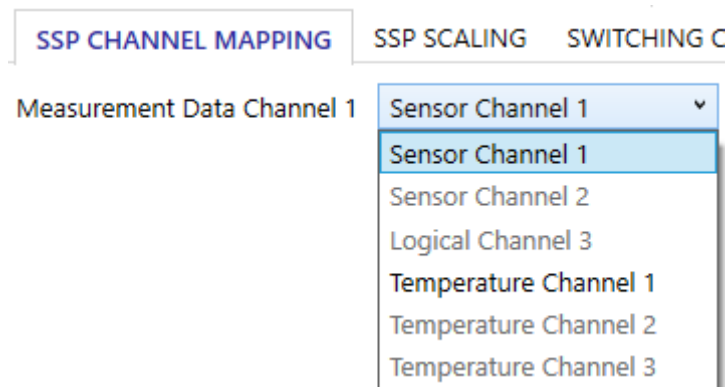 SSP CHANNEL MAPPING SSP SCALING SWITCHING
Measurement Data Channel 1 Sensor Channel 1
Sensor Channel 1
Sensor Channel 2
Logical Channel 3
Temperature Channel 1
Temperature Channel 2
Temperature Channel 3